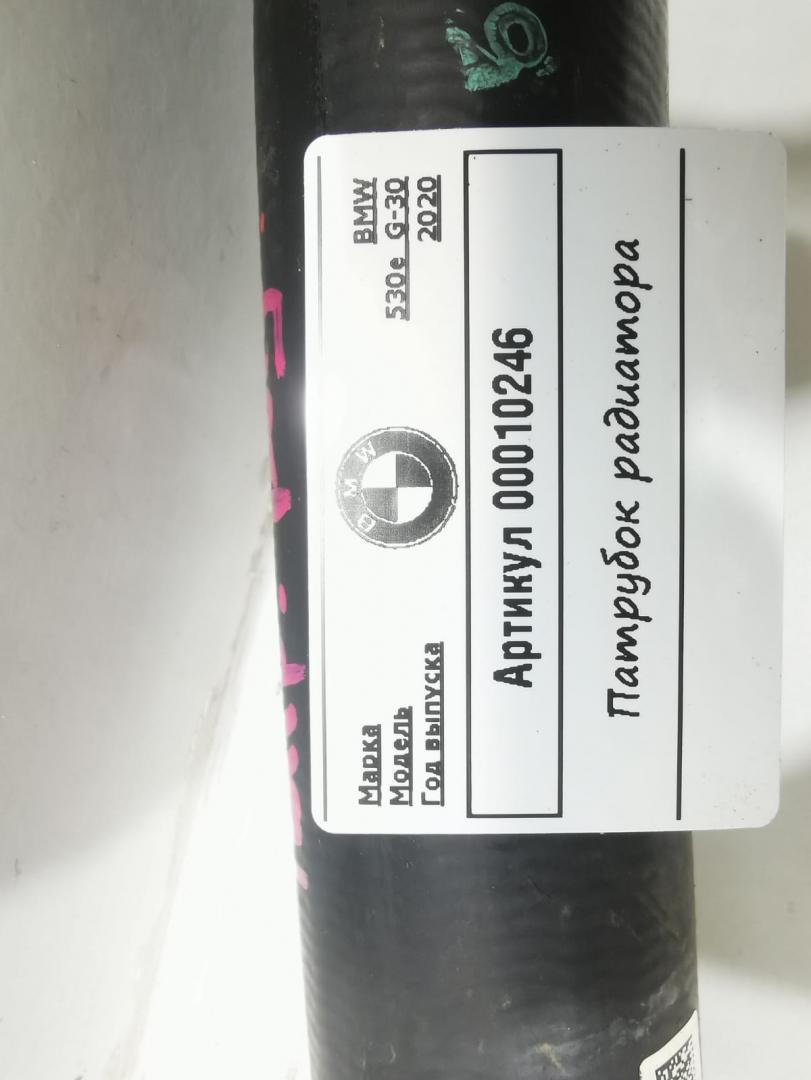 Марка BMW
Модель 530e G-30
Год выпуска 2020
BMW
Артикул 00010246
Патрубок радиатора